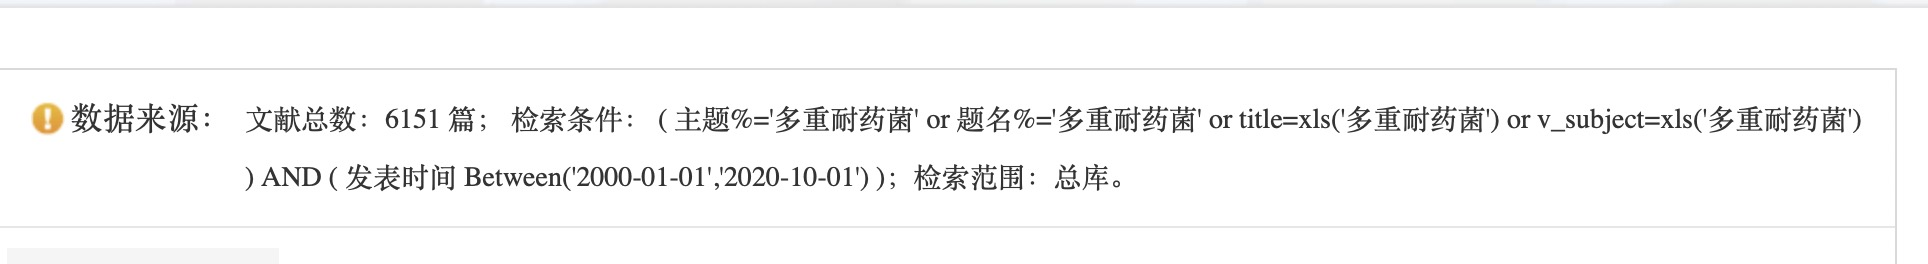 数据来源： 文献总数：6151 篇； 检索条件： ( 主题%='多重耐药菌' or 题名%='多重耐药菌' or title=xls('多重耐药菌') or v_subject=xls('多重耐药菌')
) AND ( 发表时间 Between('2000-01-01','2020-10-01') )；检索范围：总库。